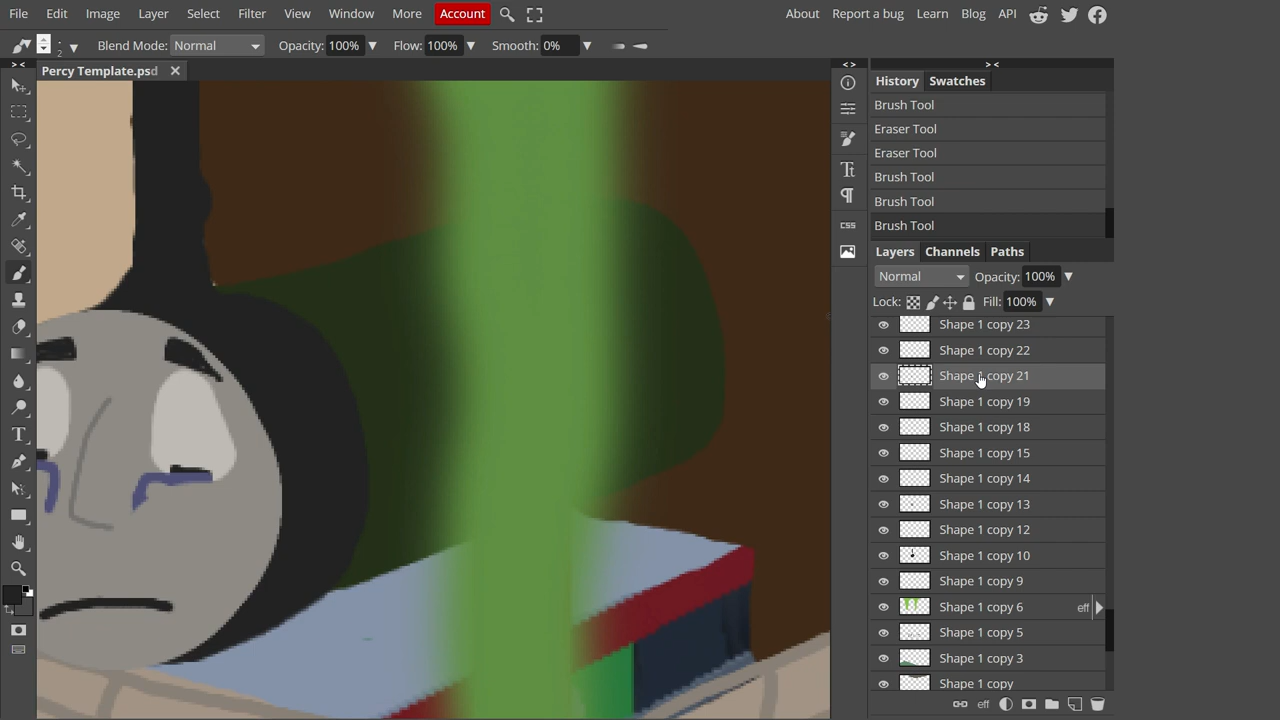 File Edit Image Layer Select Filter View Window More Account About Report a bug Learn Blog API
2 Blend Mode: Normal Opacity: 100% Flow: 100% Smooth: 0%
> < < > > <
Percy Template.psd
History Swatches
Brush Tool
Eraser Tool
Eraser Tool
Brush Tool
Brush Tool
Brush Tool
Layers Channels Paths
Normal Opacity: 100%
Lock: Fill: 100%
Shape 1 copy 23
Shape 1 copy 22
Shape 1 copy 21
Shape 1 copy 19
Shape 1 copy 18
Shape 1 copy 15
Shape 1 copy 14
Shape 1 copy 13
Shape 1 copy 12
Shape 1 copy 10
Shape 1 copy 9
Shape 1 copy 6 eff
Shape 1 copy 5
Shape 1 copy 3
Shape 1 copy
eff
CSS